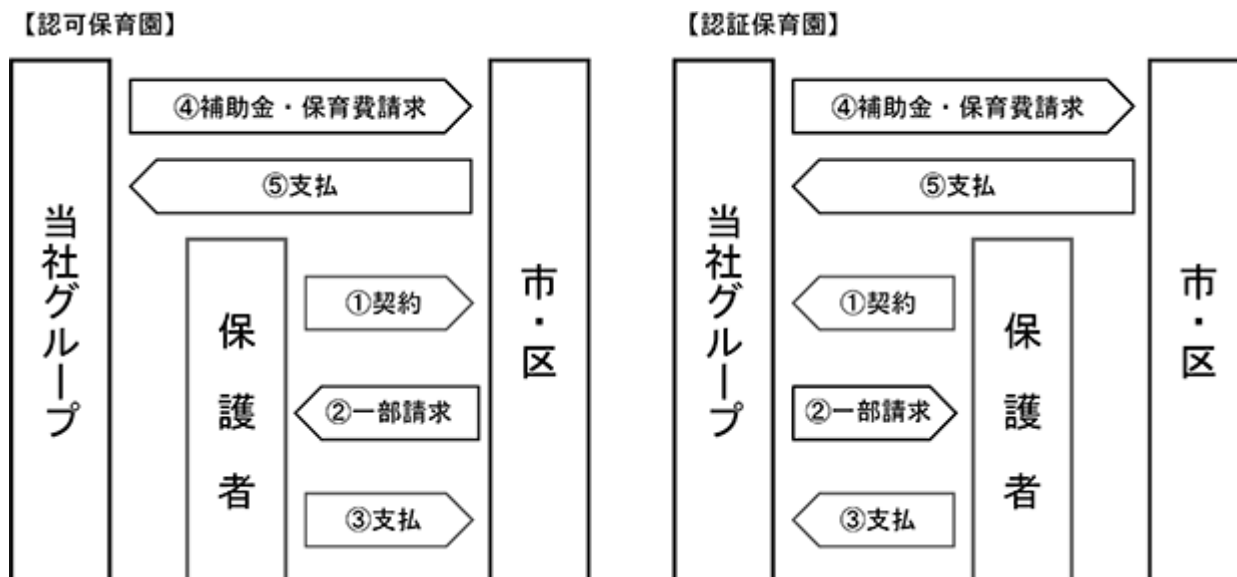 【認可保育園】
当社グループ
④補助金・保育費請求
⑤支払
保護者
①契約
②一部請求
③支払
市・区
【認証保育園】
当社グループ
④補助金・保育費請求
⑤支払
①契約
②一部請求
③支払
保護者
市・区